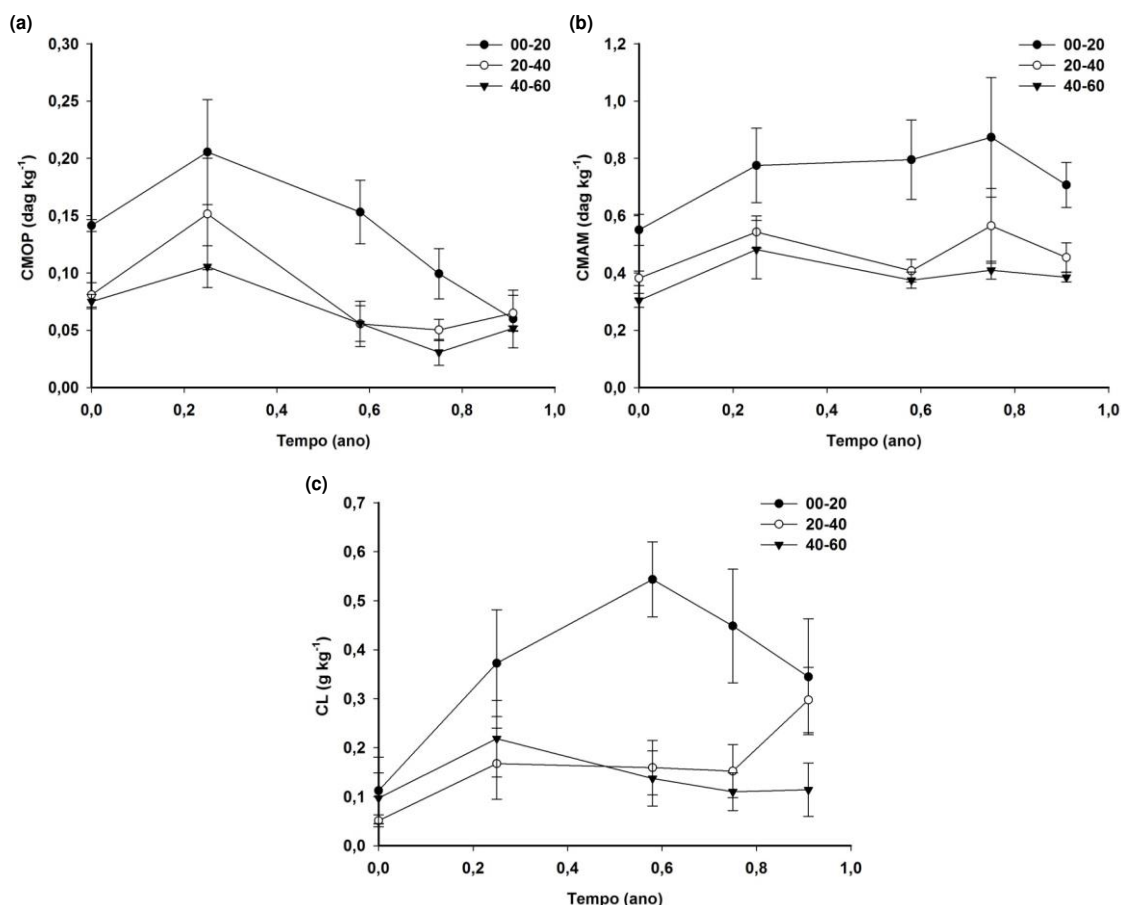 (a)
0,30
0,25
0,20
0,15
0,10
0,05
0,00
CMOP (dag kg⁻¹)
00-20
20-40
40-60
0,0 0,2 0,4 0,6 0,8 1,0
Tempo (ano)
(b)
1,2
1,0
0,8
0,6
0,4
0,2
0,0
CMAM (dag kg⁻¹)
00-20
20-40
40-60
0,0 0,2 0,4 0,6 0,8 1,0
Tempo (ano)
(c)
0,7
0,6
0,5
0,4
0,3
0,2
0,1
0,0
CL (g kg⁻¹)
00-20
20-40
40-60
0,0 0,2 0,4 0,6 0,8 1,0
Tempo (ano)